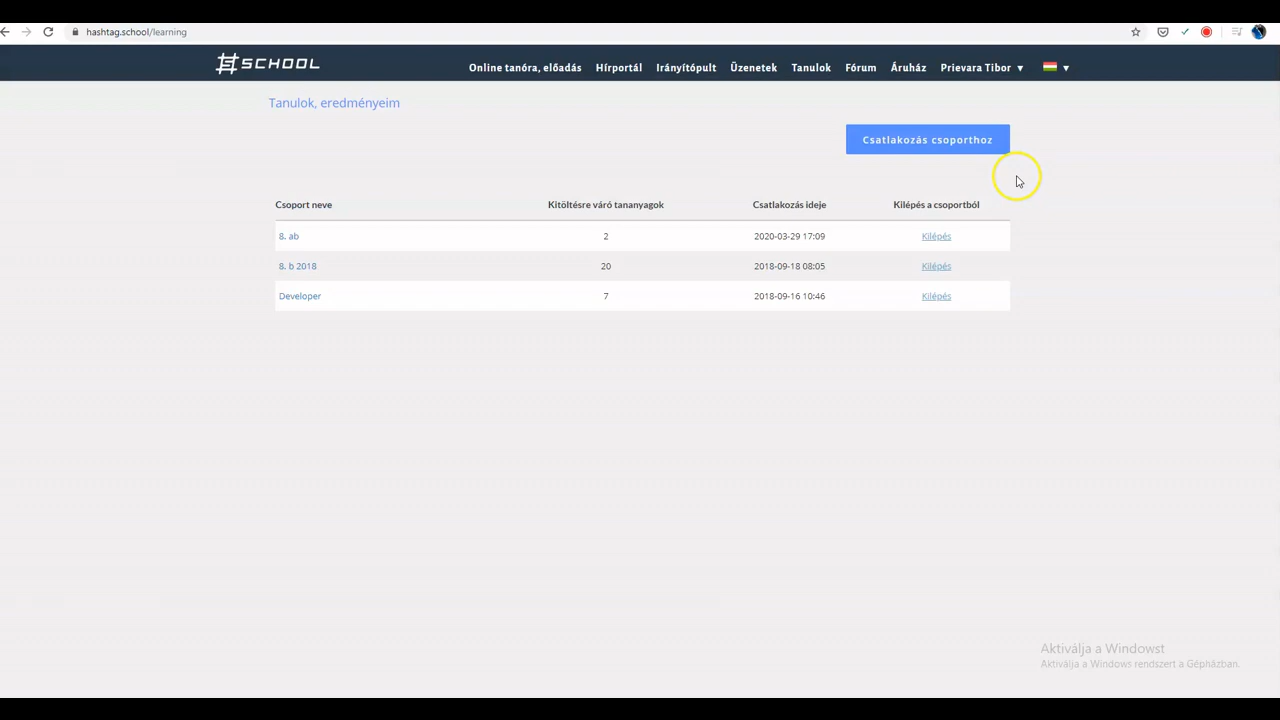 hashtag.school/learning
SCHOOL
Online tanóra, előadás Hírportál Irányítópult Üzenetek Tanulok Fórum Áruház Prievara Tibor
Tanulok, eredményeim
Csatlakozás csoporthoz
Csoport neve Kitöltésre váró tananyagok Csatlakozás ideje Kilépés a csoportból
8. ab 2 2020-03-29 17:09 Kilépés
8. b 2018 20 2018-09-18 08:05 Kilépés
Developer 7 2018-09-16 10:46 Kilépés
Aktiválja a Windowst
Aktiválja a Windows rendszert a Gépházban.